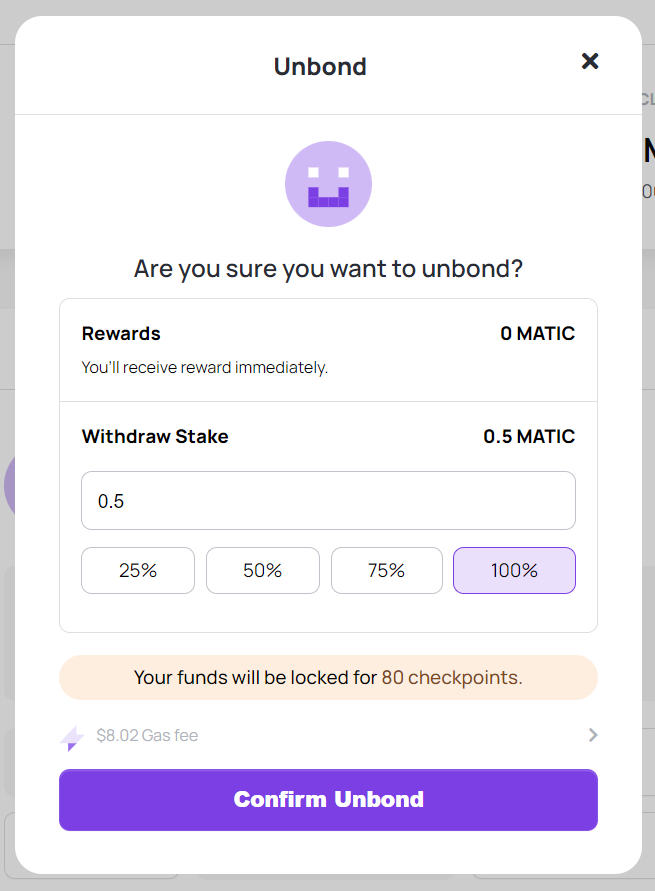 Unbond
Are you sure you want to unbond?
Rewards
0 MATIC
You'll receive reward immediately.
Withdraw Stake
0.5 MATIC
0.5
25%
50%
75%
100%
Your funds will be locked for 80 checkpoints.
$8.02 Gas fee
Confirm Unbond